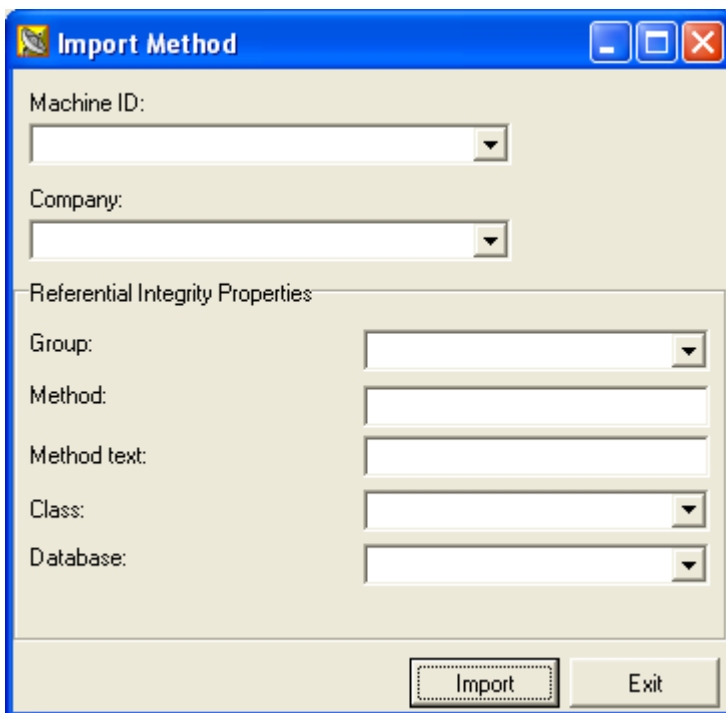 Import Method
Machine ID:
Company:
Referential Integrity Properties
Group:
Method:
Method text:
Class:
Database:
Import Exit